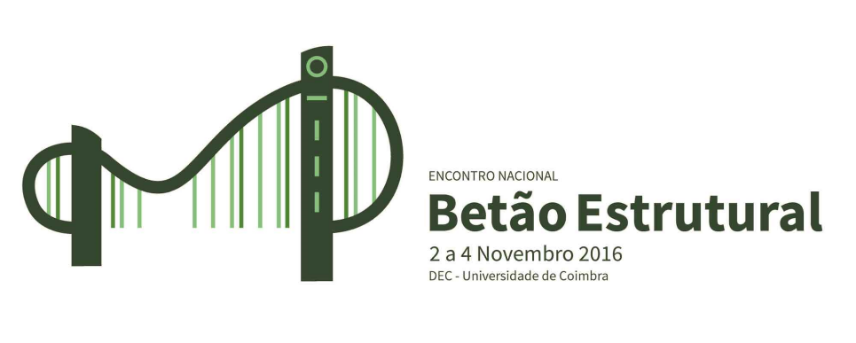 ENCONTRO NACIONAL
Betão Estrutural
2 a 4 Novembro 2016
DEC - Universidade de Coimbra